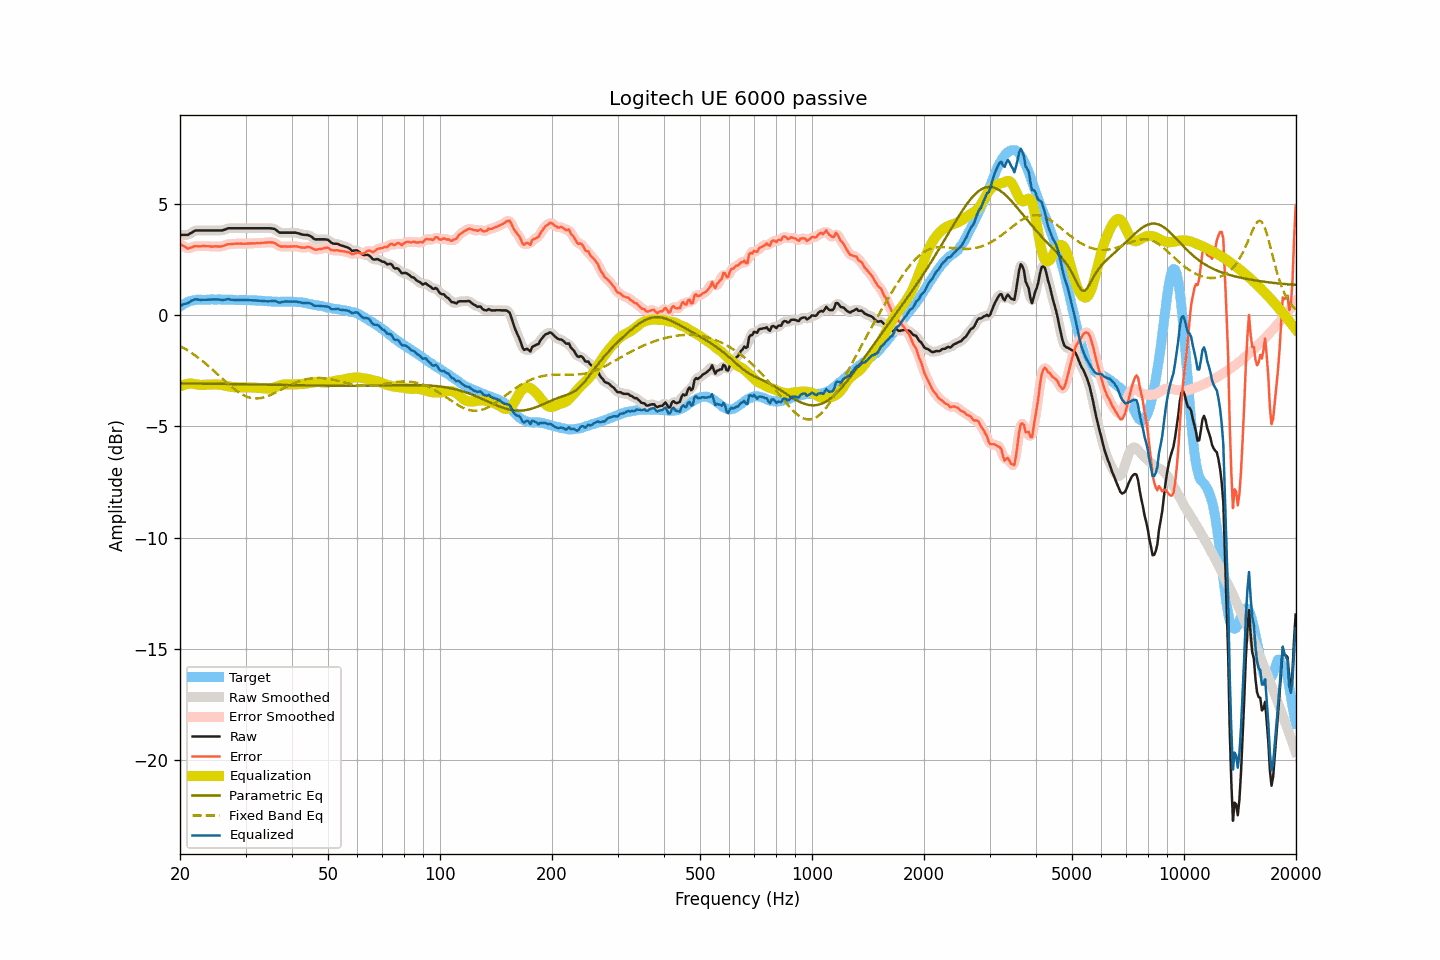 Logitech UE 6000 passive
Amplitude (dBr)
5
0
−5
−10
−15
−20
Target
Raw Smoothed
Error Smoothed
Raw
Error
Equalization
Parametric Eq
Fixed Band Eq
Equalized
20 50 100 200 500 1000 2000 5000 10000 20000
Frequency (Hz)